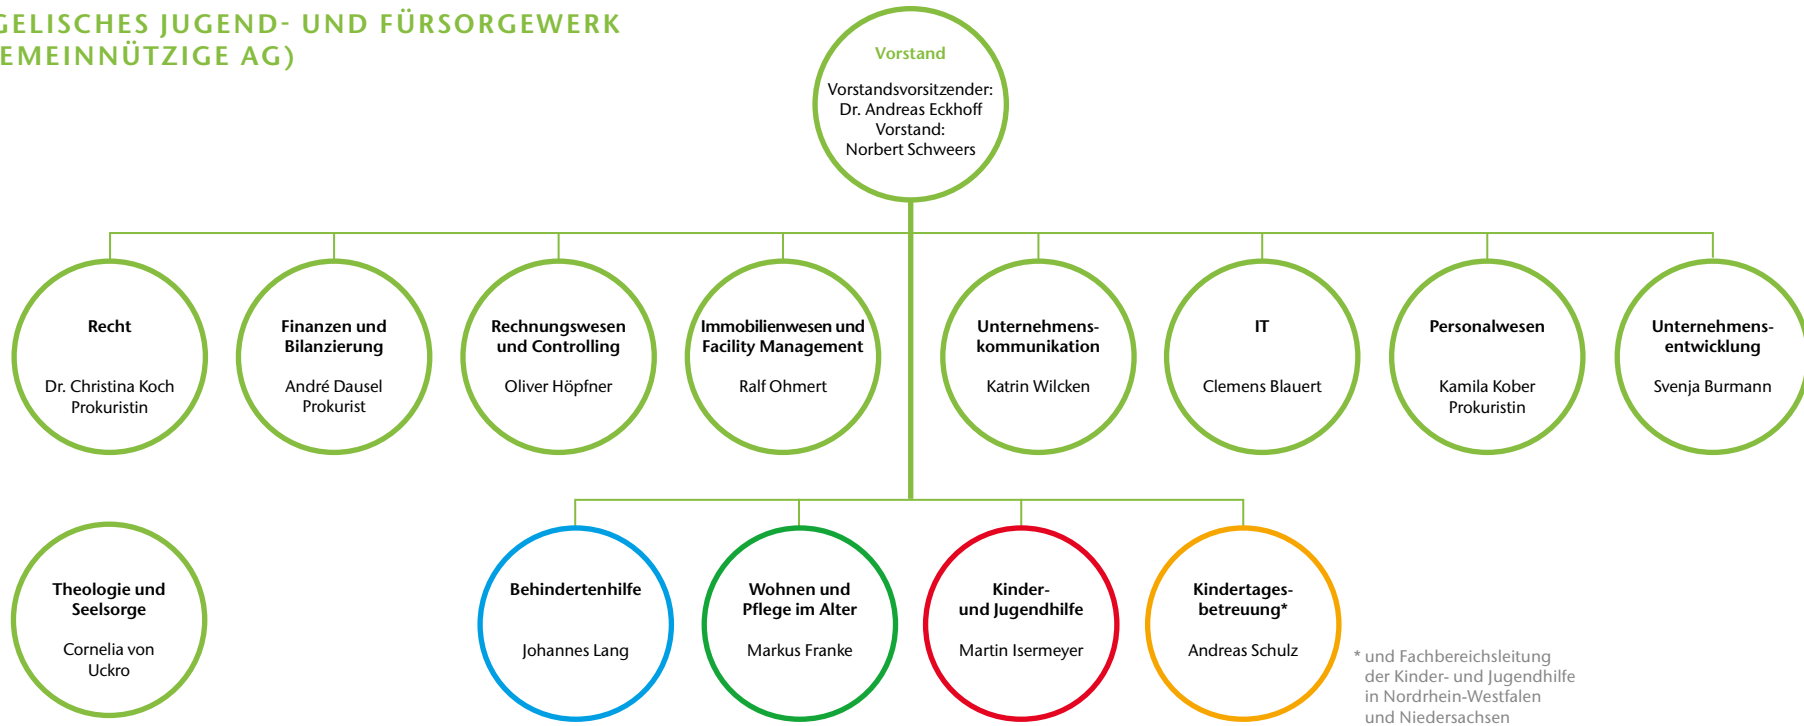 GELISCHES JUGEND- UND FÜRSORGEWERK
EMEINNÜTZIGE AG)
Vorstand
Vorstandsvorsitzender:
Dr. Andreas Eckhoff
Vorstand:
Norbert Schweers
Recht
Dr. Christina Koch
Prokuristin
Finanzen und
Bilanzierung
André Dausel
Prokurist
Rechnungswesen
und Controlling
Oliver Höpfner
Immobilienwesen und
Facility Management
Ralf Ohmert
Unternehmens-
kommunikation
Katrin Wilcken
IT
Clemens Blauert
Personalwesen
Kamila Kober
Prokuristin
Unternehmens-
entwicklung
Svenja Burmann
Theologie und
Seelsorge
Cornelia von
Uckro
Behindertenhilfe
Johannes Lang
Wohnen und
Pflege im Alter
Markus Franke
Kinder-
und Jugendhilfe
Martin Isermeyer
Kindertages-
betreuung*
Andreas Schulz
* und Fachbereichsleitung
der Kinder- und Jugendhilfe
in Nordrhein-Westfalen
und Niedersachsen